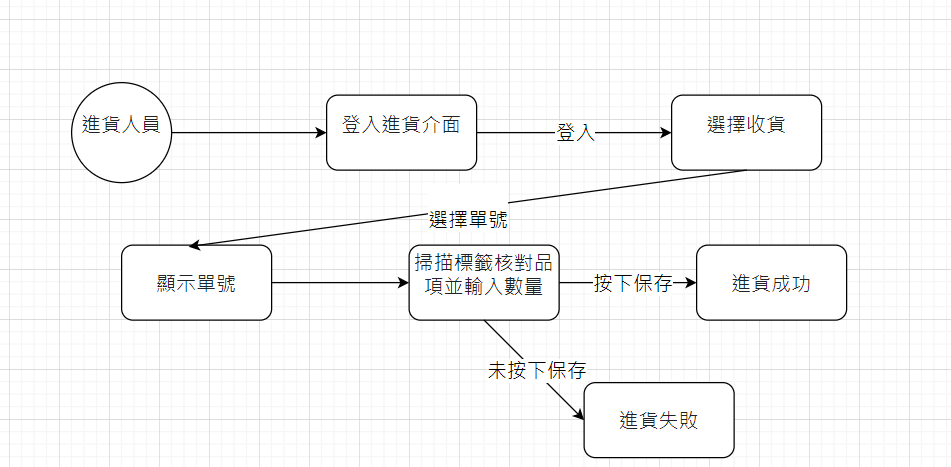 進貨人員
登入進貨介面
登入
選擇收貨
選擇單號
顯示單號
掃描標籤核對品
項並輸入數量
按下保存
進貨成功
未按下保存
進貨失敗